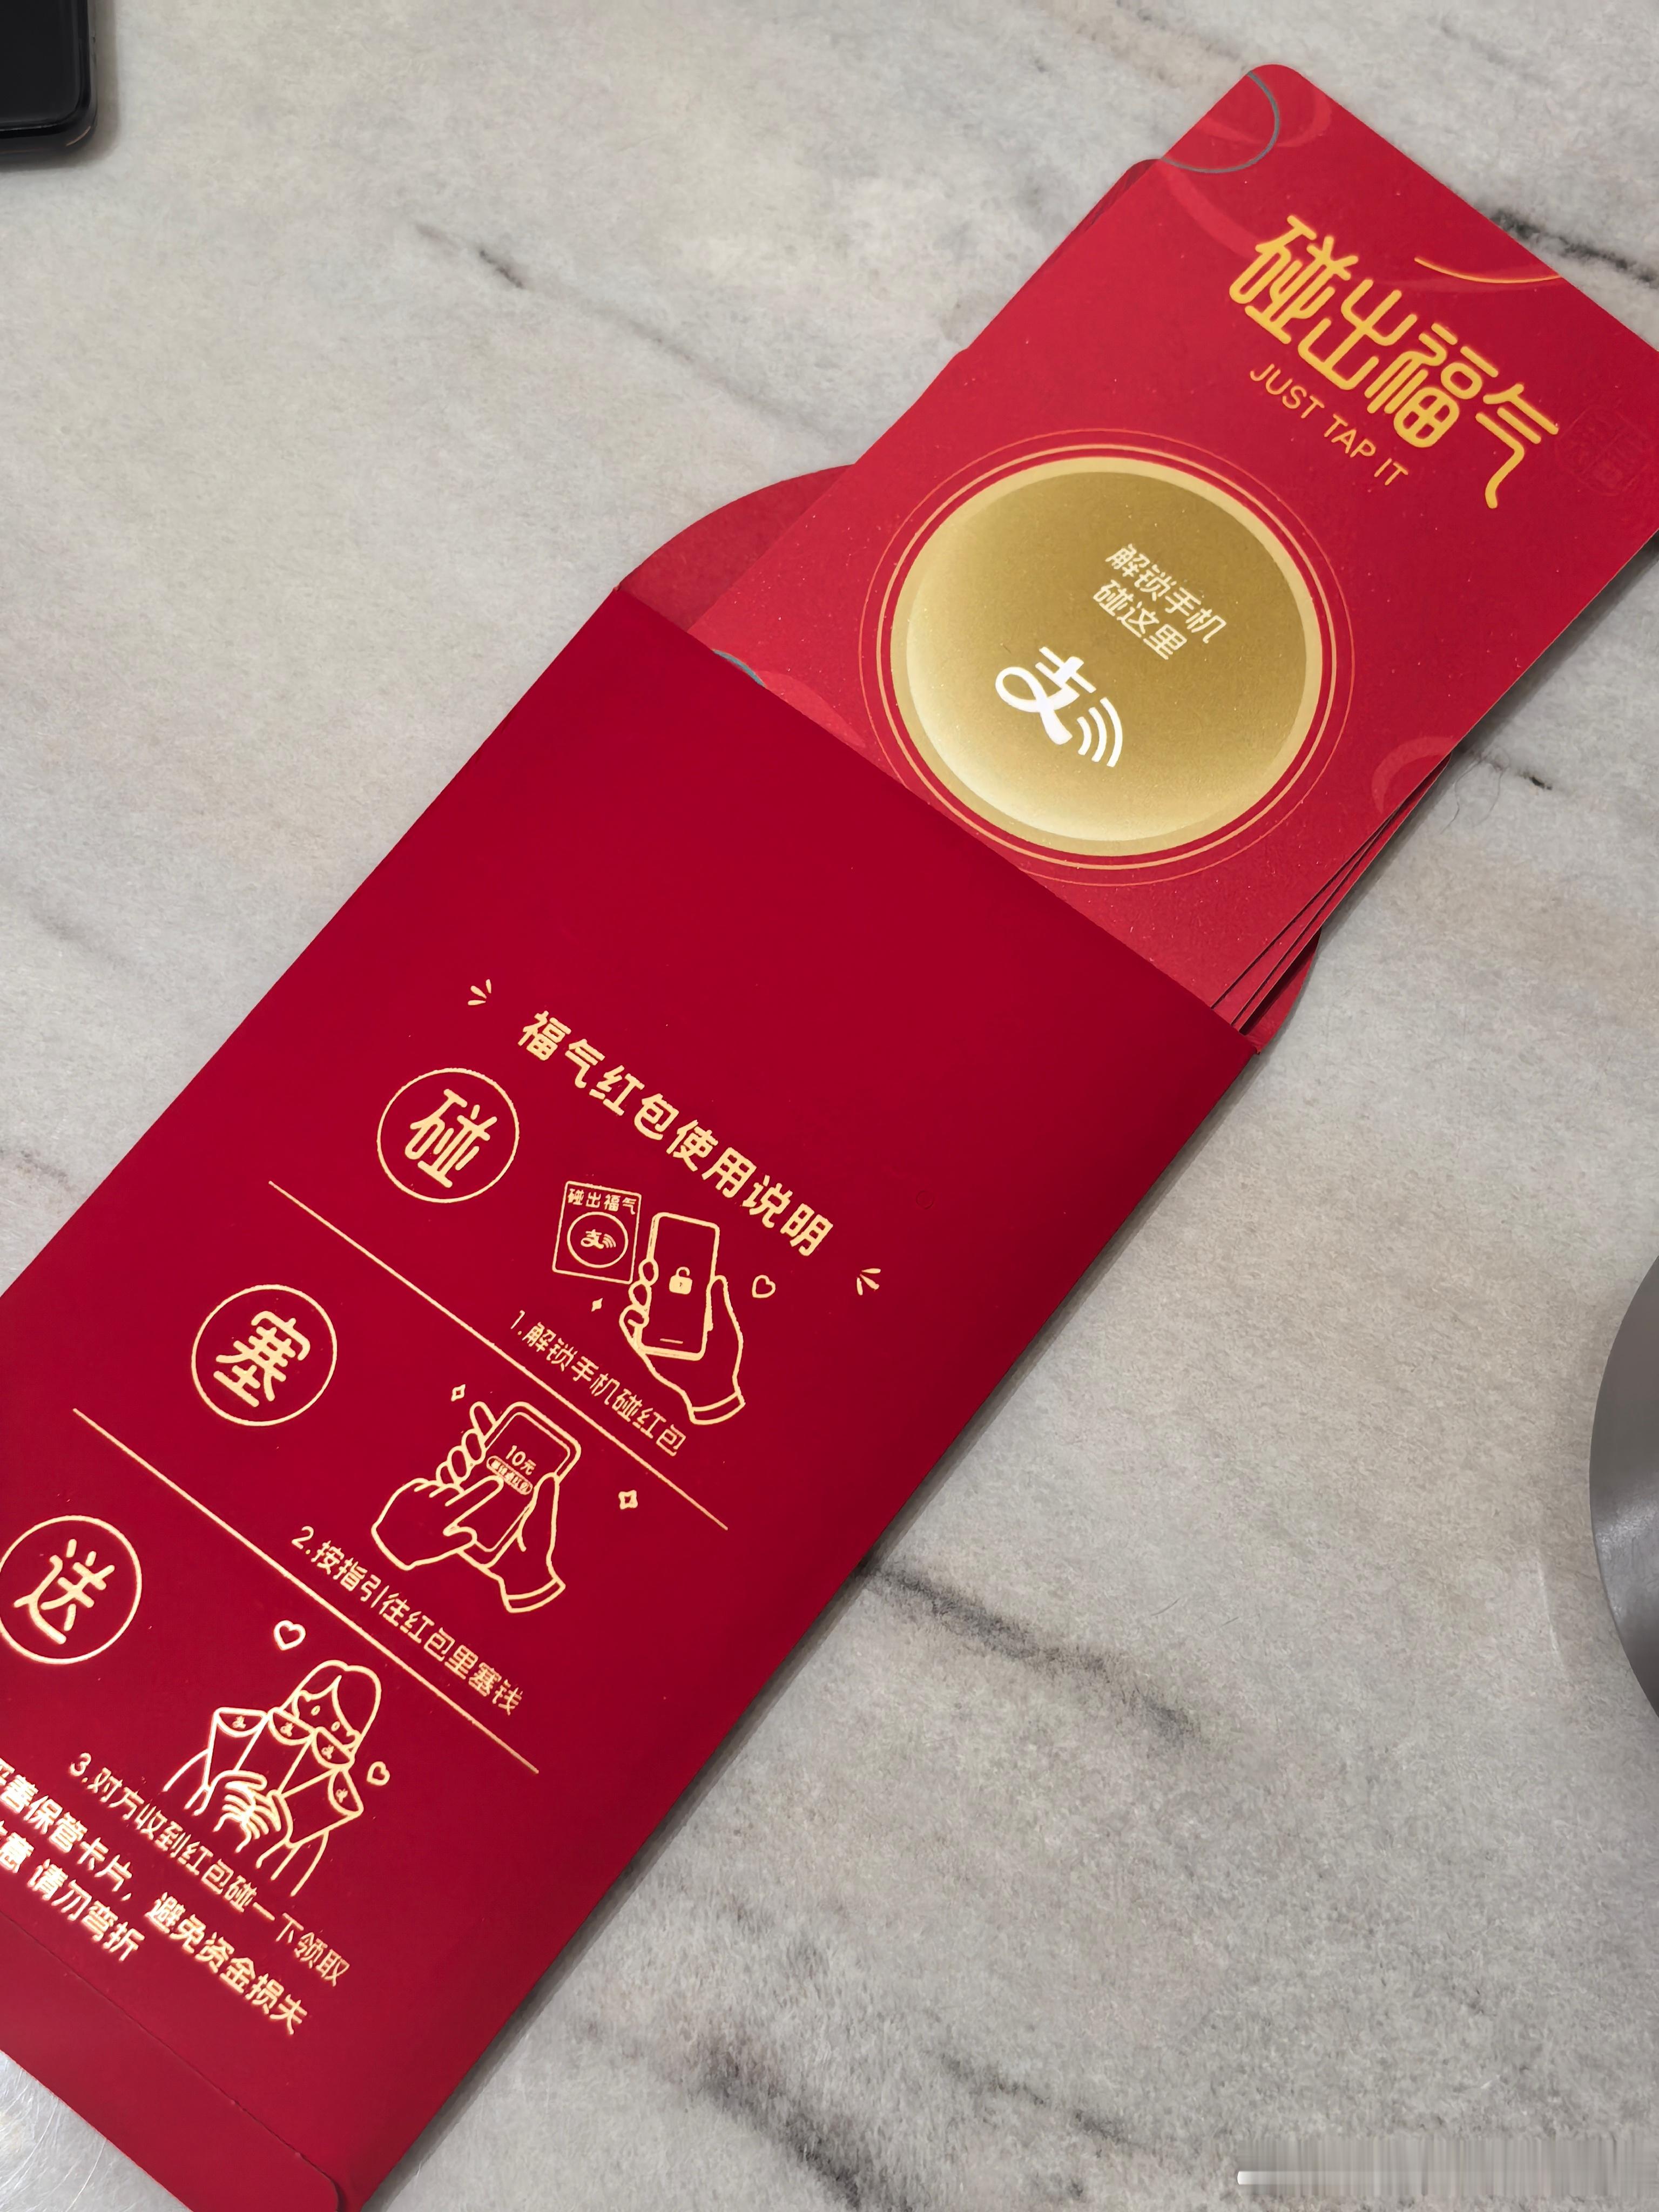 碰出福气
JUST TAP IT
解锁手机
碰这里
支
福气红包使用说明
碰
碰出福气
支
1.解锁手机碰红包
塞
10元
2.按指引往红包里塞钱
送
3.对方收到红包碰一下领取
善保管卡片，避免资金损失
意 请勿弯折